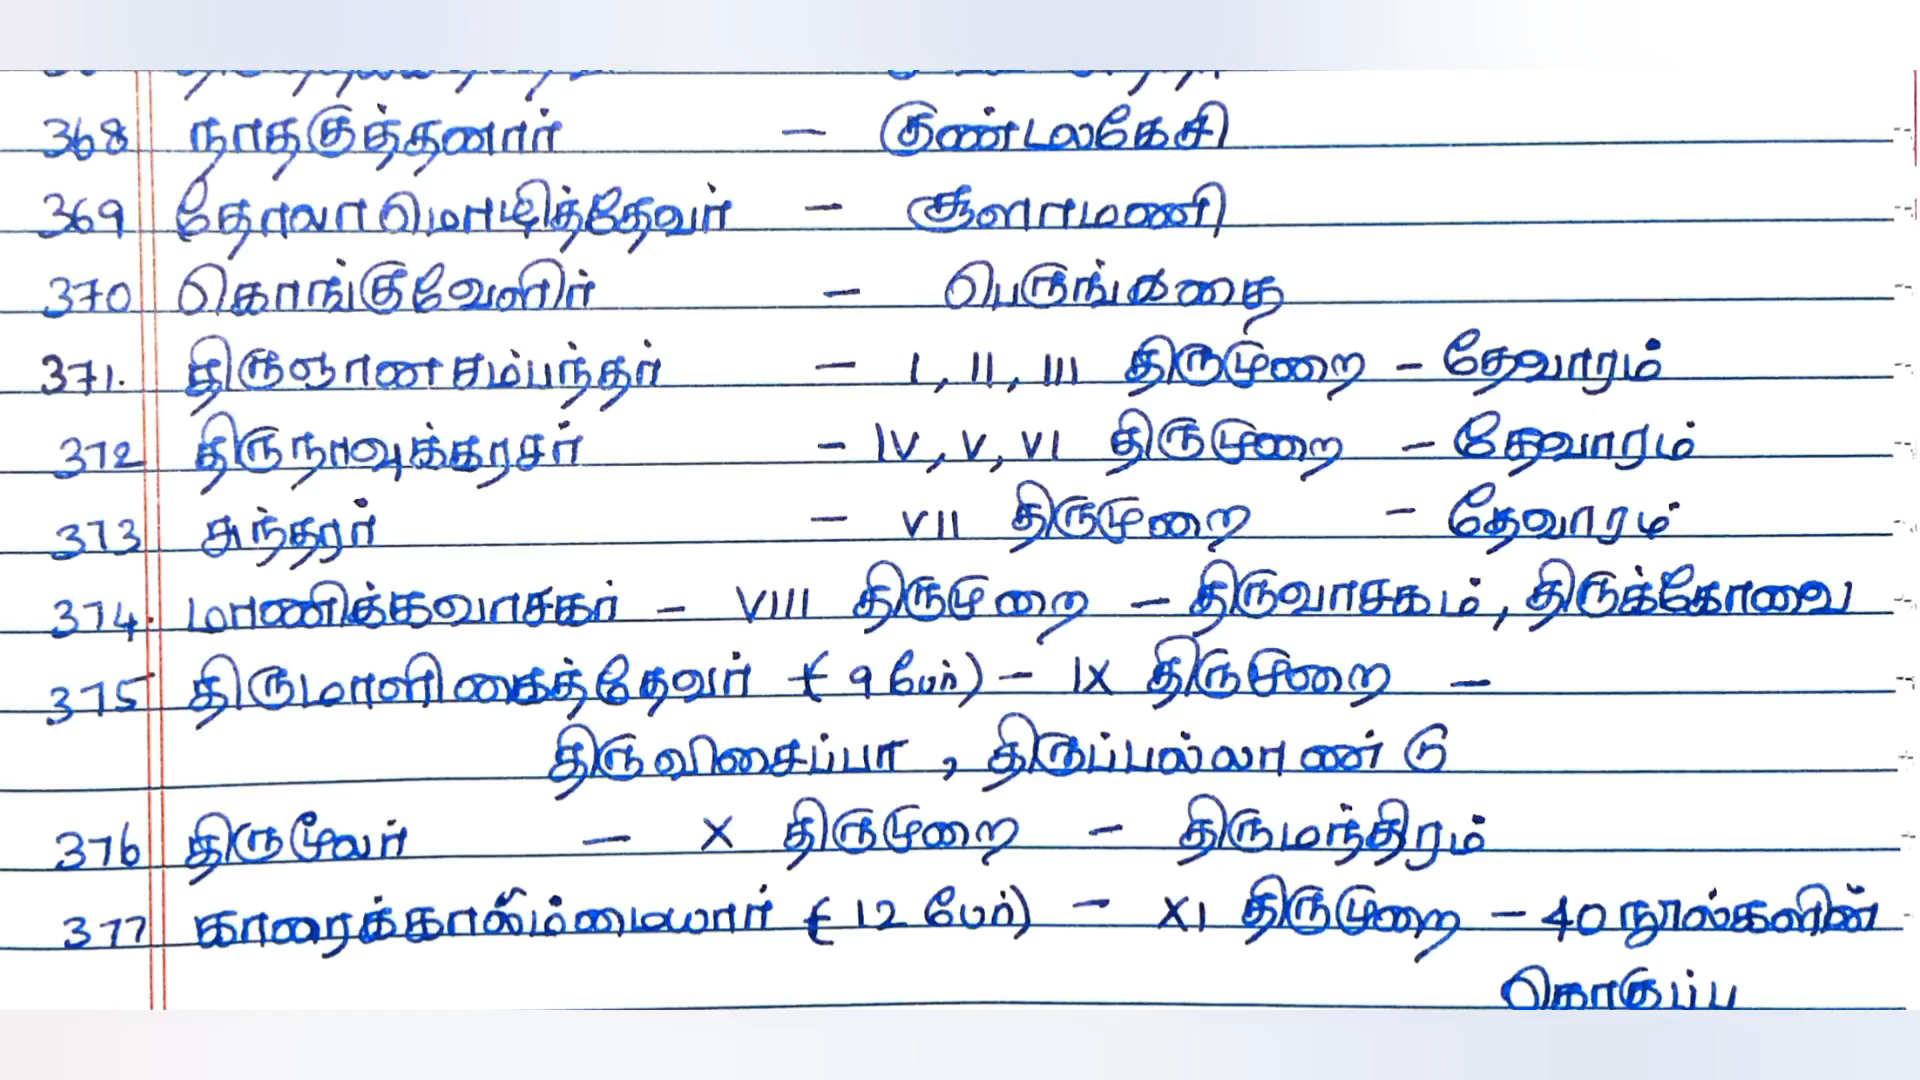 368 நாதகுத்தனார் – குண்டலகேசி
369 தோலாமொழித்தேவர் – சூளாமணி
370 கொங்குவேளிர் – பெருங்கதை
371. திருஞானசம்பந்தர் – I, II, III திருமுறை – தேவாரம்
372 திருநாவுக்கரசர் – IV, V, VI திருமுறை – தேவாரம்
373 சுந்தரர் – VII திருமுறை – தேவாரம்
374. மாணிக்கவாசகர் – VIII திருமுறை – திருவாசகம், திருக்கோவை
375 திருமாளிகைத்தேவர் (9 பேர்) – IX திருமுறை –
திருவிசைப்பா, திருப்பல்லாண்டு
376 திருமூலர் – X திருமுறை – திருமந்திரம்
377 காரைக்காலம்மையார் (12 பேர்) – XI திருமுறை – 40 நூல்களின்